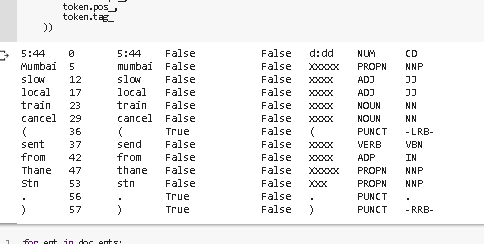 token.pos_,
token.tag_
))
5:44 0 5:44 False False d:dd NUM CD
Mumbai 5 mumbai False False Xxxxx PROPN NNP
slow 12 slow False False xxxx ADJ JJ
local 17 local False False xxxx ADJ JJ
train 23 train False False xxxx NOUN NN
cancel 29 cancel False False xxxx NOUN NN
( 36 ( True False ( PUNCT -LRB-
sent 37 send False False xxxx VERB VBN
from 42 from False False xxxx ADP IN
Thane 47 thane False False Xxxxx PROPN NNP
Stn 53 stn False False Xxx PROPN NNP
. 56 . True False . PUNCT .
) 57 ) True False ) PUNCT -RRB-
for ent in doc.ents: